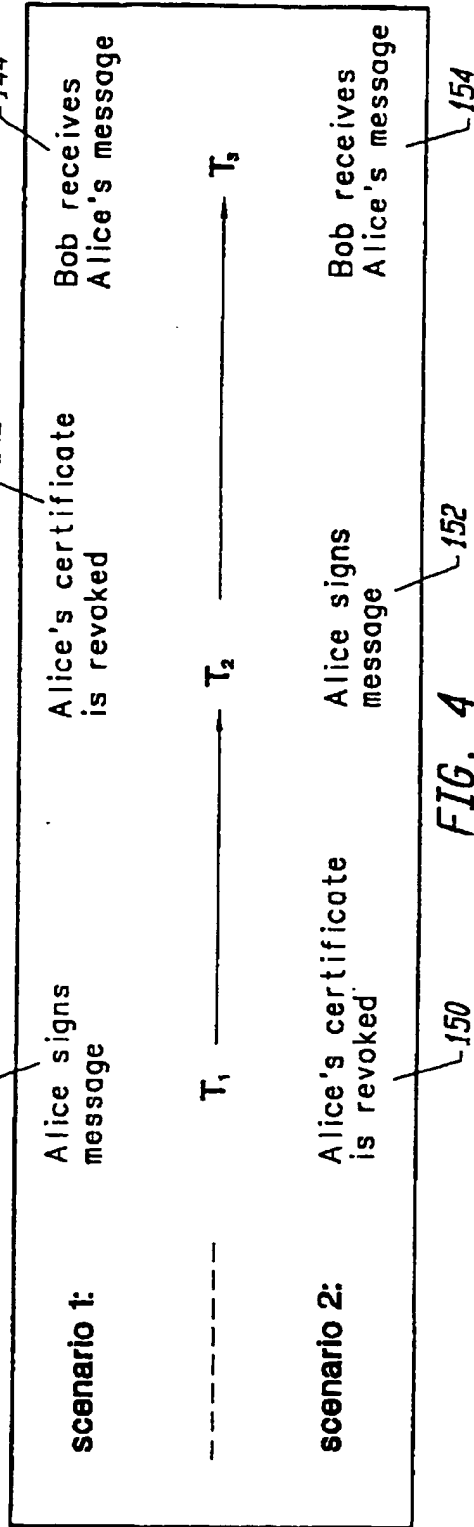 144
scenario 1:
Alice signs
message
Alice's certificate
is revoked
Bob receives
Alice's message
T₁
T₂
T₃
scenario 2:
Alice's certificate
is revoked
Alice signs
message
Bob receives
Alice's message
150
152
154
FIG. 4